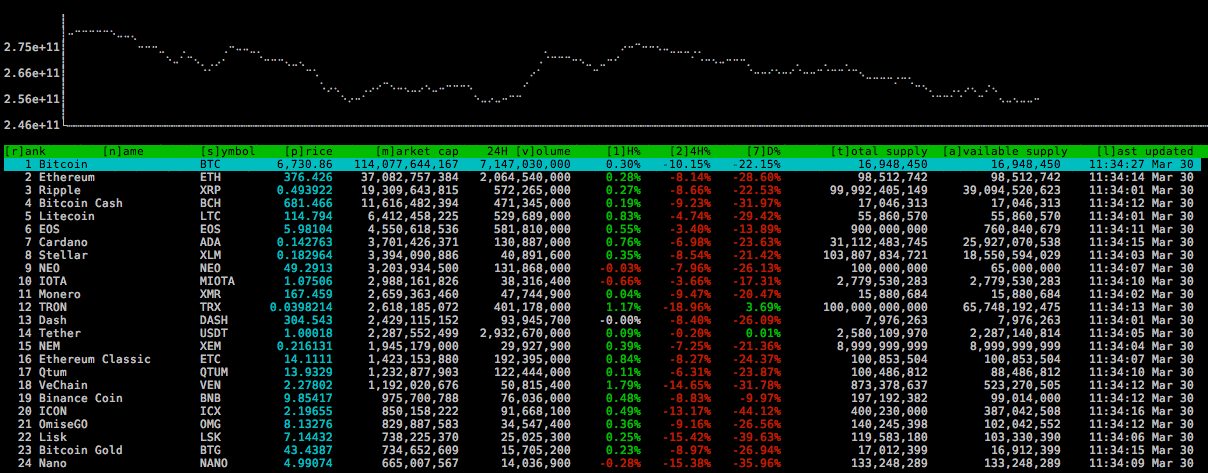 2.75e+11
2.66e+11
2.56e+11
2.46e+11
[r]ank [n]ame [s]ymbol [p]rice [m]arket cap 24H [v]olume [1]H% [2]4H% [7]D% [t]otal supply [a]vailable supply [l]ast updated
1 Bitcoin BTC 6,730.86 114,077,644,167 7,147,030,000 0.30% -10.15% -22.15% 16,948,450 16,948,450 11:34:27 Mar 30
2 Ethereum ETH 376.426 37,082,757,384 2,064,540,000 0.28% -8.14% -28.60% 98,512,742 98,512,742 11:34:14 Mar 30
3 Ripple XRP 0.493922 19,309,643,815 572,265,000 0.27% -8.66% -22.53% 99,992,405,149 39,094,520,623 11:34:01 Mar 30
4 Bitcoin Cash BCH 681.466 11,616,482,394 471,345,000 0.19% -9.23% -31.97% 17,046,313 17,046,313 11:34:12 Mar 30
5 Litecoin LTC 114.794 6,412,458,225 529,689,000 0.83% -4.74% -29.42% 55,860,570 55,860,570 11:34:01 Mar 30
6 EOS EOS 5.98104 4,550,618,536 581,810,000 0.55% -3.40% -13.89% 900,000,000 760,840,679 11:34:11 Mar 30
7 Cardano ADA 0.142763 3,701,426,371 130,887,000 0.76% -6.98% -23.63% 31,112,483,745 25,927,070,538 11:34:15 Mar 30
8 Stellar XLM 0.182964 3,394,090,886 40,891,600 0.35% -8.54% -21.42% 103,807,834,721 18,550,594,029 11:34:03 Mar 30
9 NEO NEO 49.2913 3,203,934,500 131,868,000 -0.03% -7.96% -26.13% 100,000,000 65,000,000 11:34:07 Mar 30
10 IOTA MIOTA 1.07506 2,988,161,826 38,316,400 -0.66% -3.66% -17.31% 2,779,530,283 2,779,530,283 11:34:10 Mar 30
11 Monero XMR 167.459 2,659,363,460 47,744,900 0.04% -9.47% -20.47% 15,880,684 15,880,684 11:34:02 Mar 30
12 TRON TRX 0.0398214 2,618,185,072 401,178,000 1.17% -18.96% 3.69% 100,000,000,000 65,748,192,475 11:34:13 Mar 30
13 Dash DASH 304.543 2,429,115,152 93,945,700 -0.00% -8.40% -26.09% 7,976,263 7,976,263 11:34:01 Mar 30
14 Tether USDT 1.00018 2,287,552,499 2,932,670,000 0.09% -0.20% 0.01% 2,580,109,970 2,287,140,814 11:34:05 Mar 30
15 NEM XEM 0.216131 1,945,179,000 29,927,900 0.39% -7.25% -21.36% 8,999,999,999 8,999,999,999 11:34:04 Mar 30
16 Ethereum Classic ETC 14.1111 1,423,153,880 192,395,000 0.84% -8.27% -24.37% 100,853,504 100,853,504 11:34:07 Mar 30
17 Qtum QTUM 13.9329 1,232,877,903 122,444,000 0.11% -6.31% -23.87% 100,486,812 88,486,812 11:34:10 Mar 30
18 VeChain VEN 2.27802 1,192,020,676 50,815,400 1.79% -14.65% -31.78% 873,378,637 523,270,505 11:34:12 Mar 30
19 Binance Coin BNB 9.85417 975,700,788 76,036,000 0.48% -8.83% -9.97% 197,192,382 99,014,000 11:34:12 Mar 30
20 ICON ICX 2.19655 850,158,222 91,668,100 0.49% -13.17% -44.12% 400,230,000 387,042,508 11:34:16 Mar 30
21 OmiseGO OMG 8.13276 829,887,583 34,547,400 0.36% -9.16% -26.56% 140,245,398 102,042,552 11:34:12 Mar 30
22 Lisk LSK 7.14432 738,225,370 25,025,300 0.25% -15.42% -39.63% 119,583,180 103,330,390 11:34:06 Mar 30
23 Bitcoin Gold BTG 43.4387 734,652,609 15,705,200 0.23% -8.97% -26.94% 17,012,399 16,912,399 11:34:15 Mar 30
24 Nano NANO 4.99074 665,007,567 14,036,900 -0.28% -15.38% -35.96% 133,248,289 133,248,289 11:34:09 Mar 30